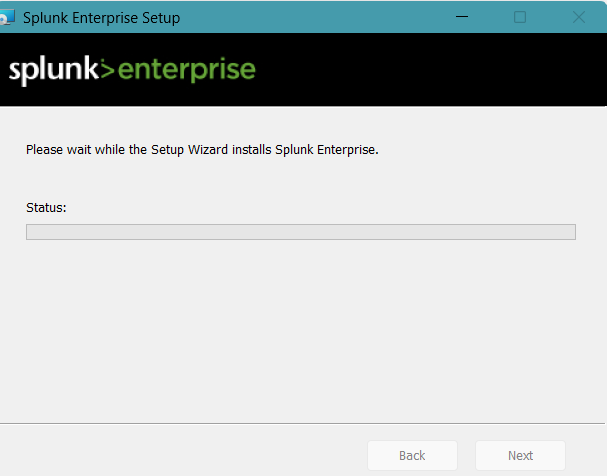 Splunk Enterprise Setup
splunk>enterprise
Please wait while the Setup Wizard installs Splunk Enterprise.
Status:
Back Next